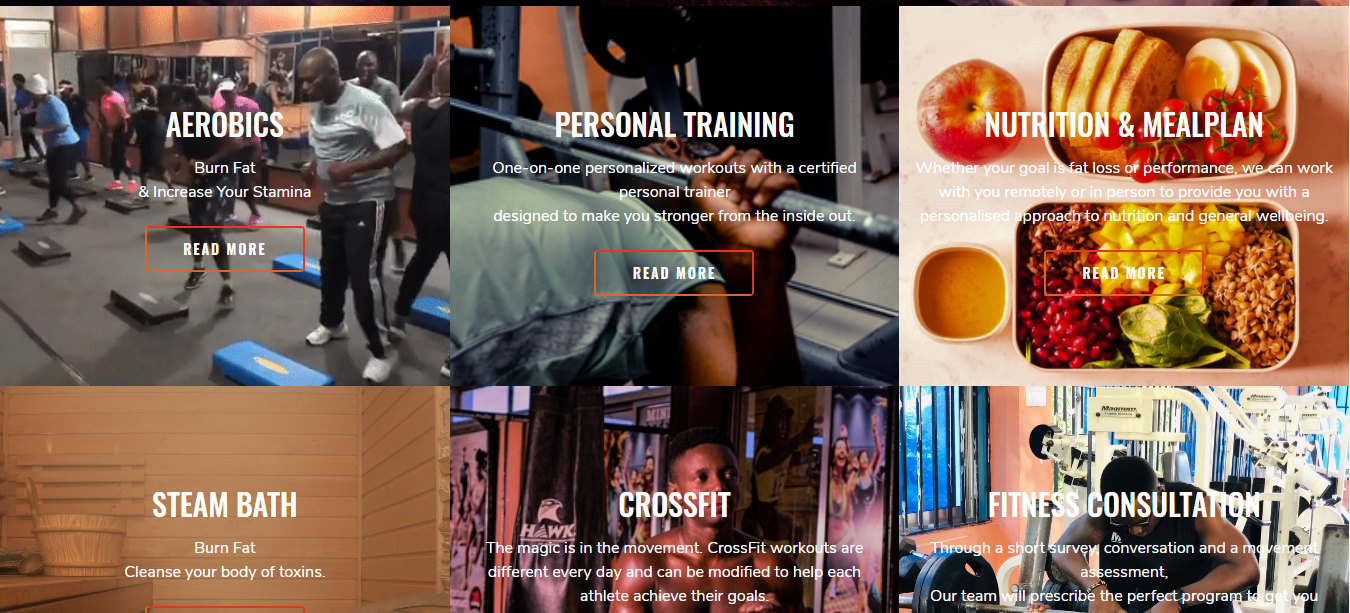 AEROBICS
Burn Fat
& Increase Your Stamina
READ MORE
PERSONAL TRAINING
One-on-one personalized workouts with a certified
personal trainer
designed to make you stronger from the inside out.
READ MORE
NUTRITION & MEALPLAN
Whether your goal is fat loss or performance, we can work
with you remotely or in person to provide you with a
personalised approach to nutrition and general wellbeing.
READ MORE
STEAM BATH
Burn Fat
Cleanse your body of toxins.
MIND
HAWK
CROSSFIT
The magic is in the movement. CrossFit workouts are
different every day and can be modified to help each
athlete achieve their goals.
Magnum
FITNESS CONSULTATION
Through a short survey, conversation and a movement
assessment,
Our team will prescribe the perfect program to get you